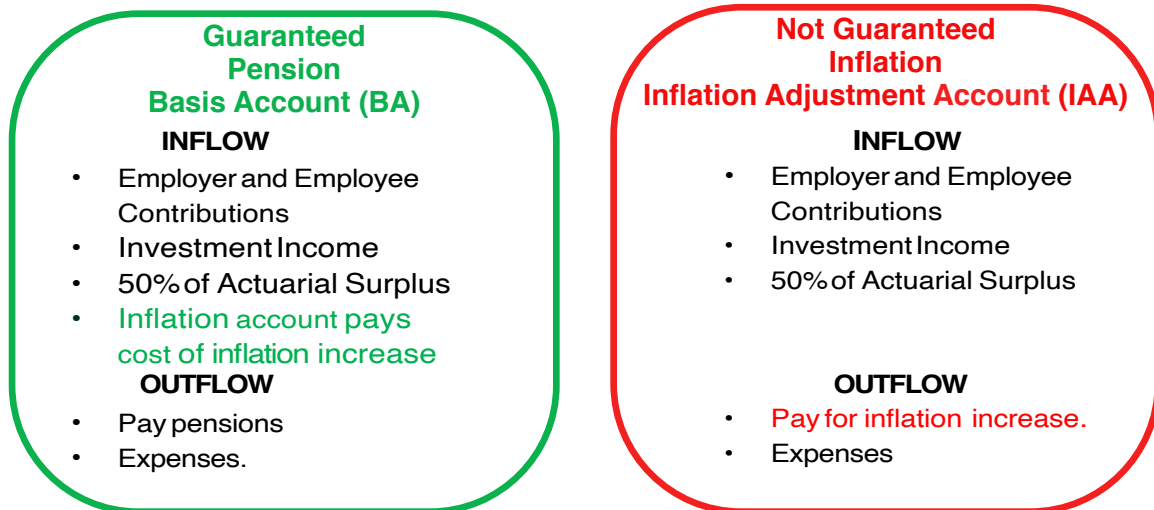 Guaranteed
Pension
Basis Account (BA)
INFLOW
• Employer and Employee
Contributions
• Investment Income
• 50% of Actuarial Surplus
• Inflation account pays
cost of inflation increase
OUTFLOW
• Pay pensions
• Expenses.
Not Guaranteed
Inflation
Inflation Adjustment Account (IAA)
INFLOW
• Employer and Employee
Contributions
• Investment Income
• 50% of Actuarial Surplus
OUTFLOW
• Pay for inflation increase.
• Expenses